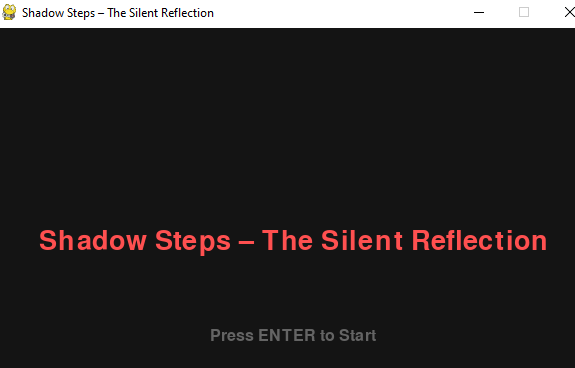 Shadow Steps – The Silent Reflection
Shadow Steps – The Silent Reflection
Press ENTER to Start